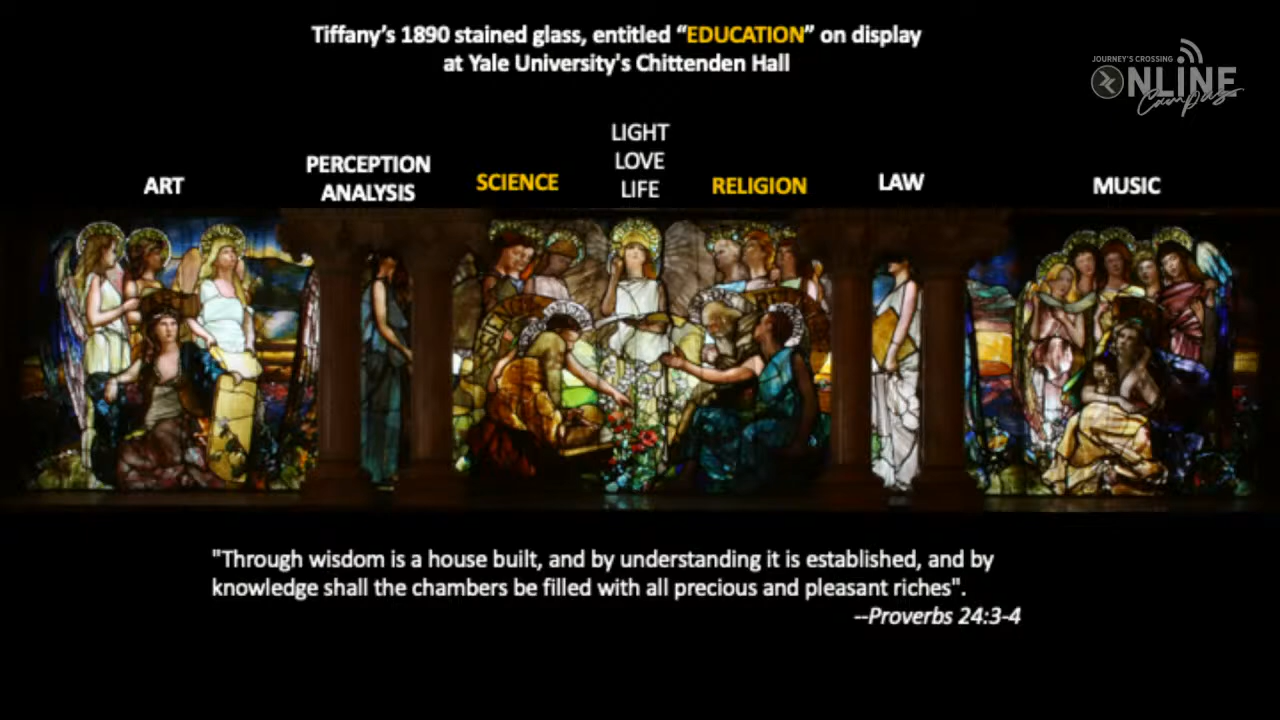 Tiffany's 1890 stained glass, entitled “EDUCATION” on display
at Yale University's Chittenden Hall
JOURNEY'S CROSSING
ONLINE
Campus
LIGHT
LOVE
LIFE
ART
PERCEPTION
ANALYSIS
SCIENCE
RELIGION
LAW
MUSIC
"Through wisdom is a house built, and by understanding it is established, and by
knowledge shall the chambers be filled with all precious and pleasant riches".
--Proverbs 24:3-4